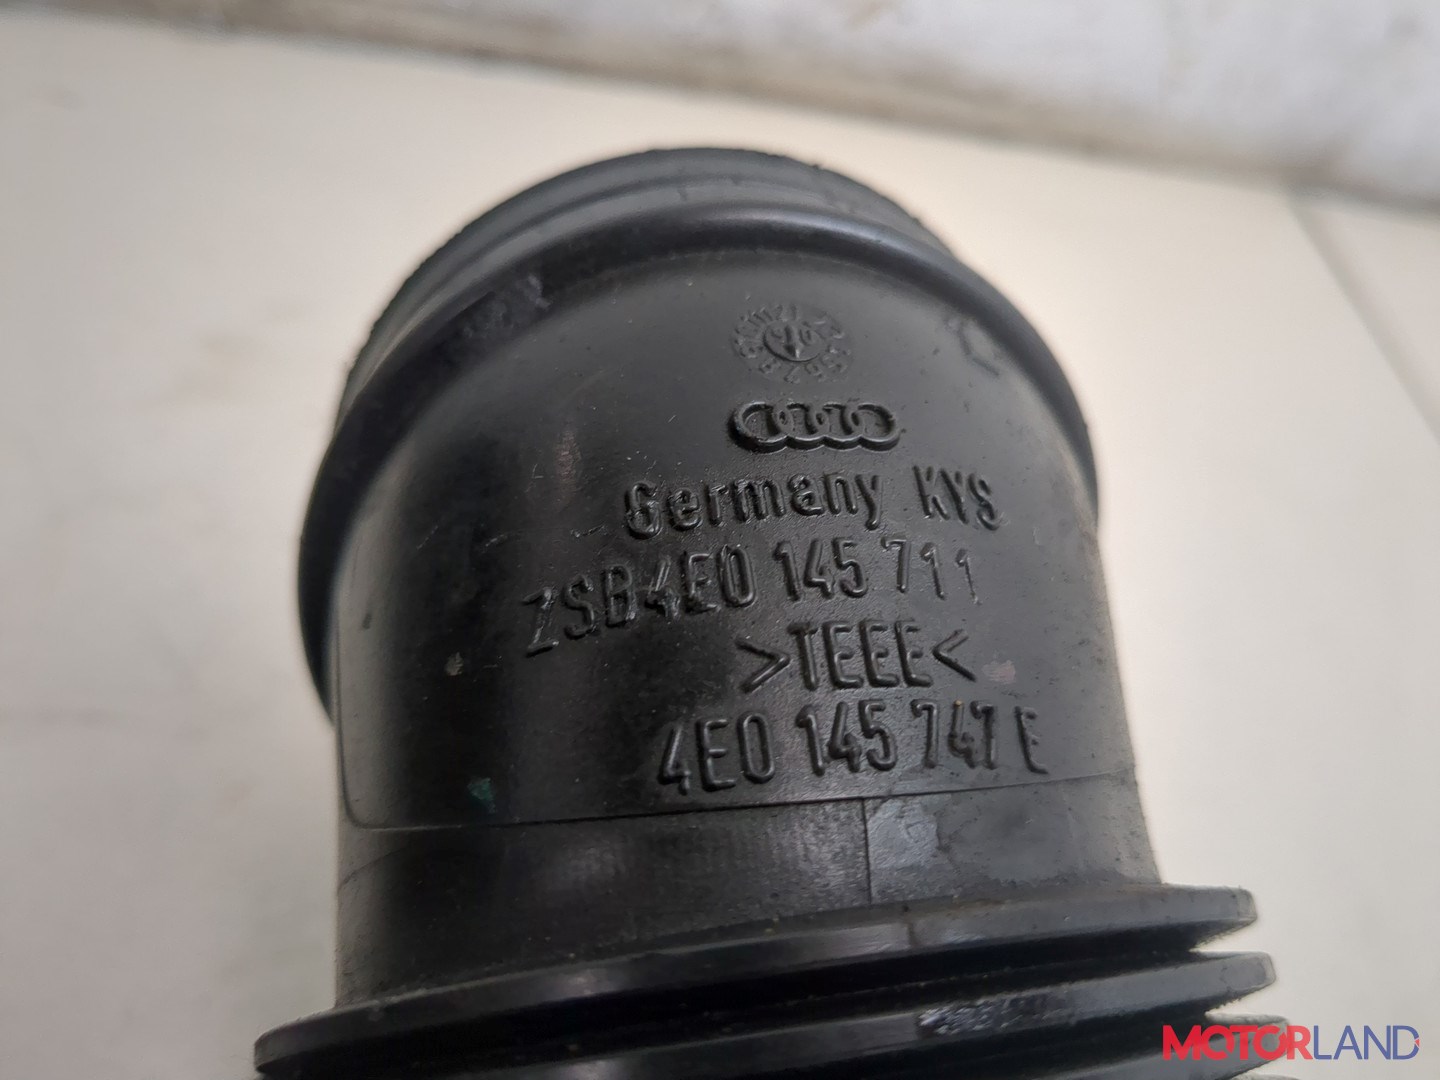 Germany KYS
ZSB4E0 145 711
>TEEE<
4E0 145 747 E
MOTORLAND